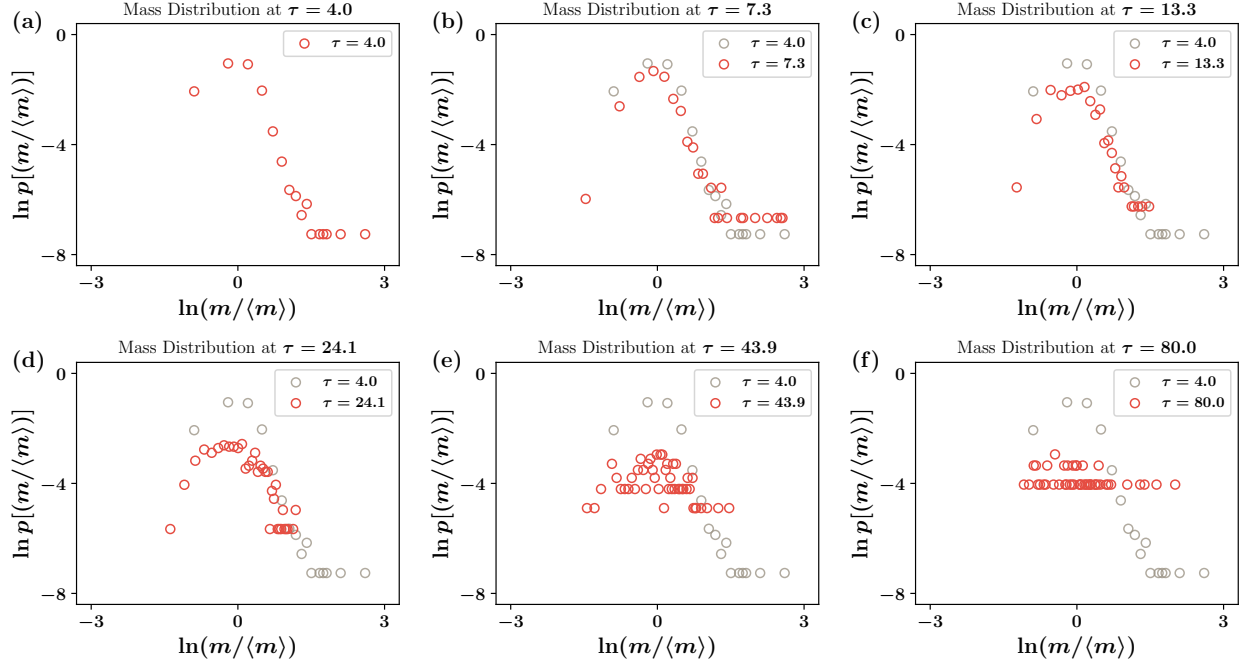 (a)
Mass Distribution at τ = 4.0
τ = 4.0
0
−4
−8
ln p[(m/⟨m⟩)]
−3
0
3
ln(m/⟨m⟩)
(b)
Mass Distribution at τ = 7.3
τ = 4.0
τ = 7.3
0
−4
−8
ln p[(m/⟨m⟩)]
−3
0
3
ln(m/⟨m⟩)
(c)
Mass Distribution at τ = 13.3
τ = 4.0
τ = 13.3
0
−4
−8
ln p[(m/⟨m⟩)]
−3
0
3
ln(m/⟨m⟩)
(d)
Mass Distribution at τ = 24.1
τ = 4.0
τ = 24.1
0
−4
−8
ln p[(m/⟨m⟩)]
−3
0
3
ln(m/⟨m⟩)
(e)
Mass Distribution at τ = 43.9
τ = 4.0
τ = 43.9
0
−4
−8
ln p[(m/⟨m⟩)]
−3
0
3
ln(m/⟨m⟩)
(f)
Mass Distribution at τ = 80.0
τ = 4.0
τ = 80.0
0
−4
−8
ln p[(m/⟨m⟩)]
−3
0
3
ln(m/⟨m⟩)